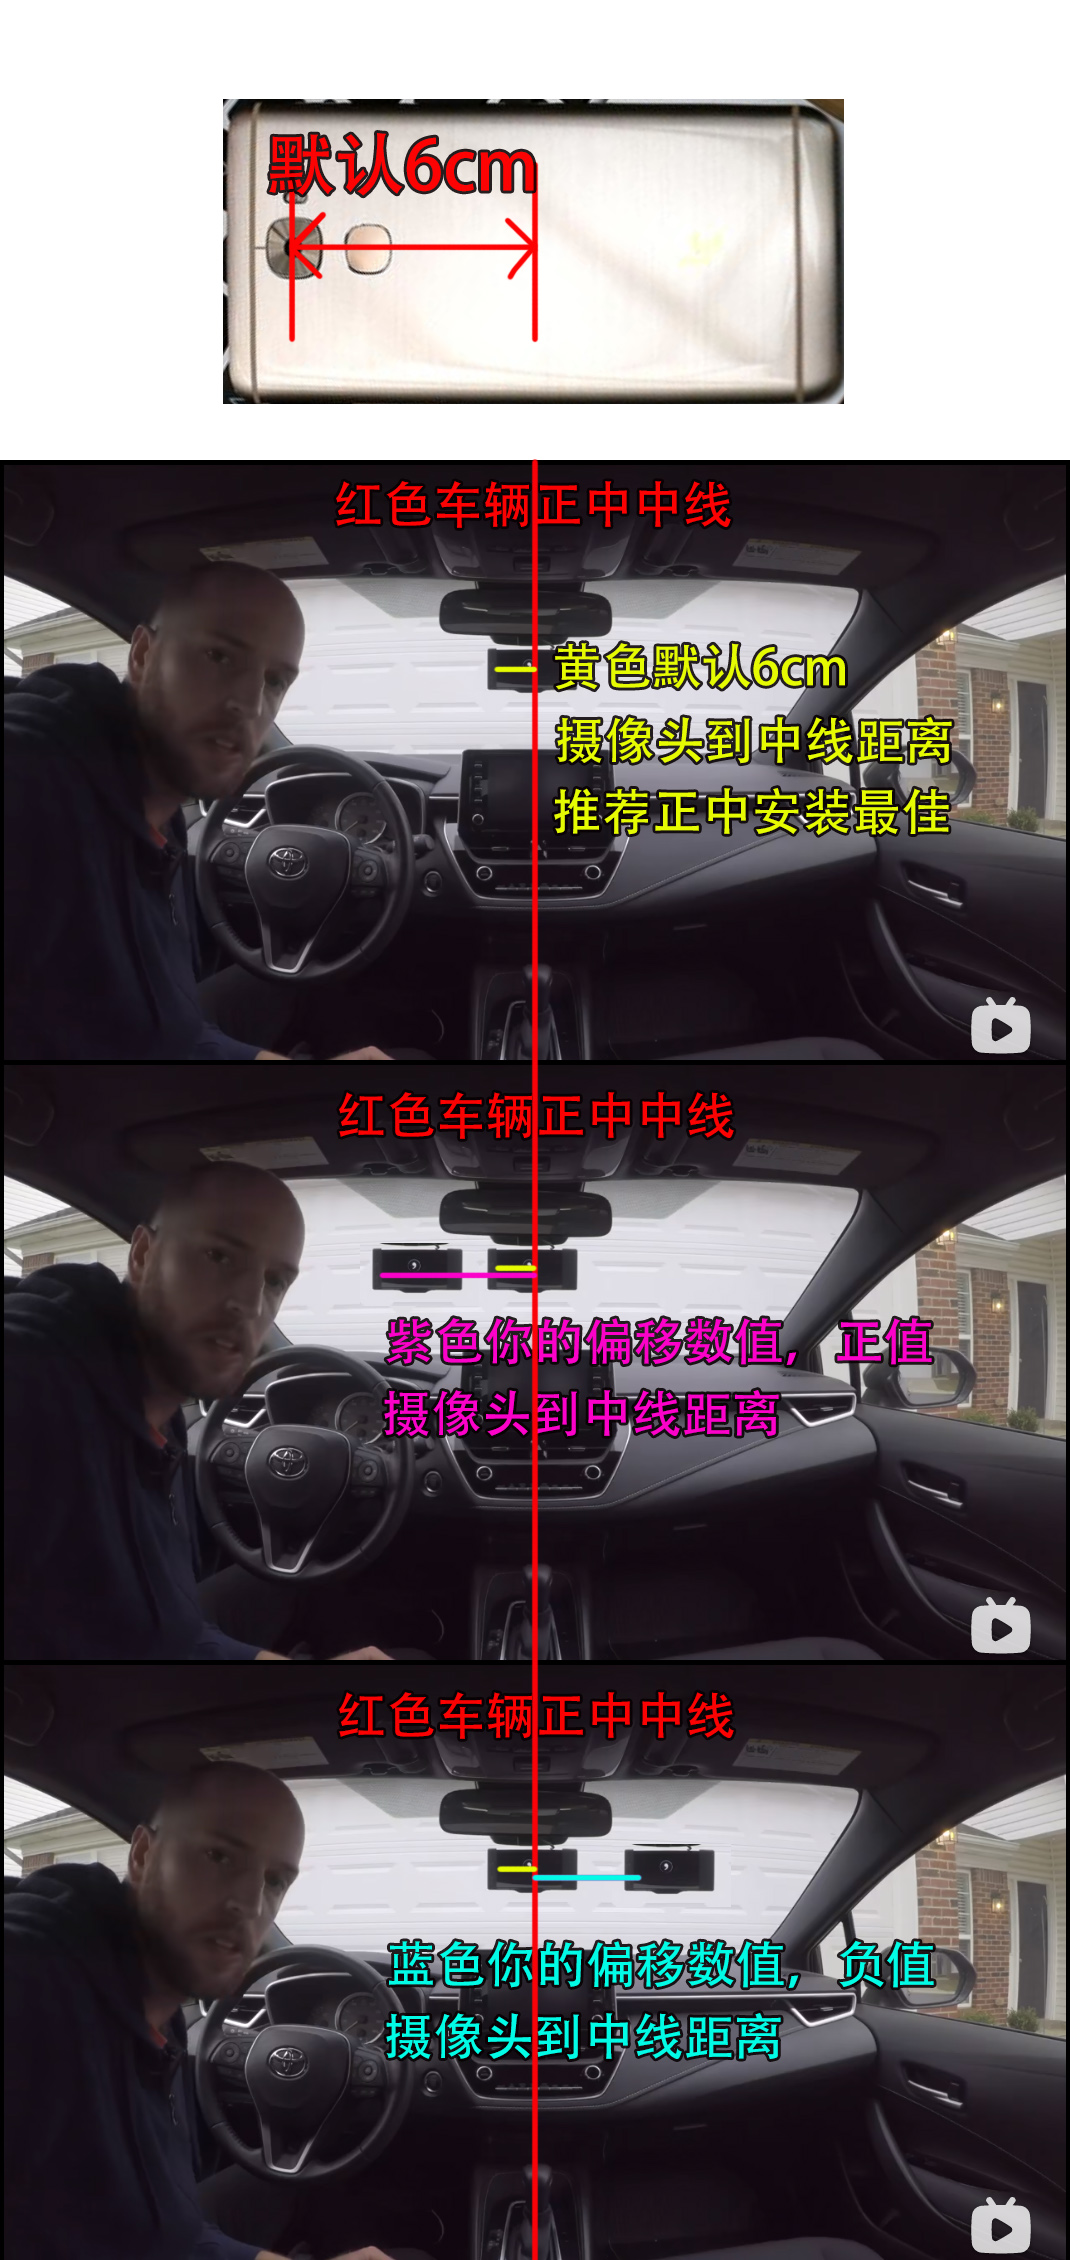 默认6cm
红色车辆正中中线
黄色默认6cm
摄像头到中线距离
推荐正中安装最佳
红色车辆正中中线
紫色你的偏移数值，正值
摄像头到中线距离
红色车辆正中中线
蓝色你的偏移数值，负值
摄像头到中线距离